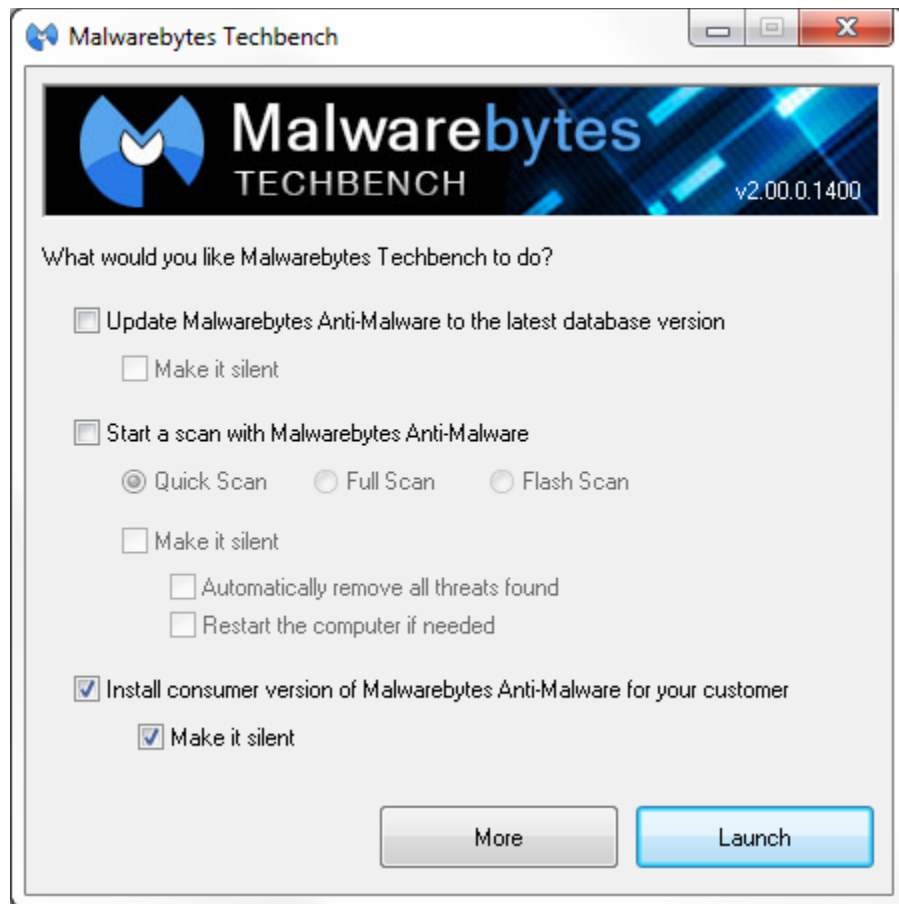 Malwarebytes Techbench
Malwarebytes
TECHBENCH
v2.00.0.1400
What would you like Malwarebytes Techbench to do?
Update Malwarebytes Anti-Malware to the latest database version
Make it silent
Start a scan with Malwarebytes Anti-Malware
Quick Scan Full Scan Flash Scan
Make it silent
Automatically remove all threats found
Restart the computer if needed
Install consumer version of Malwarebytes Anti-Malware for your customer
Make it silent
More Launch